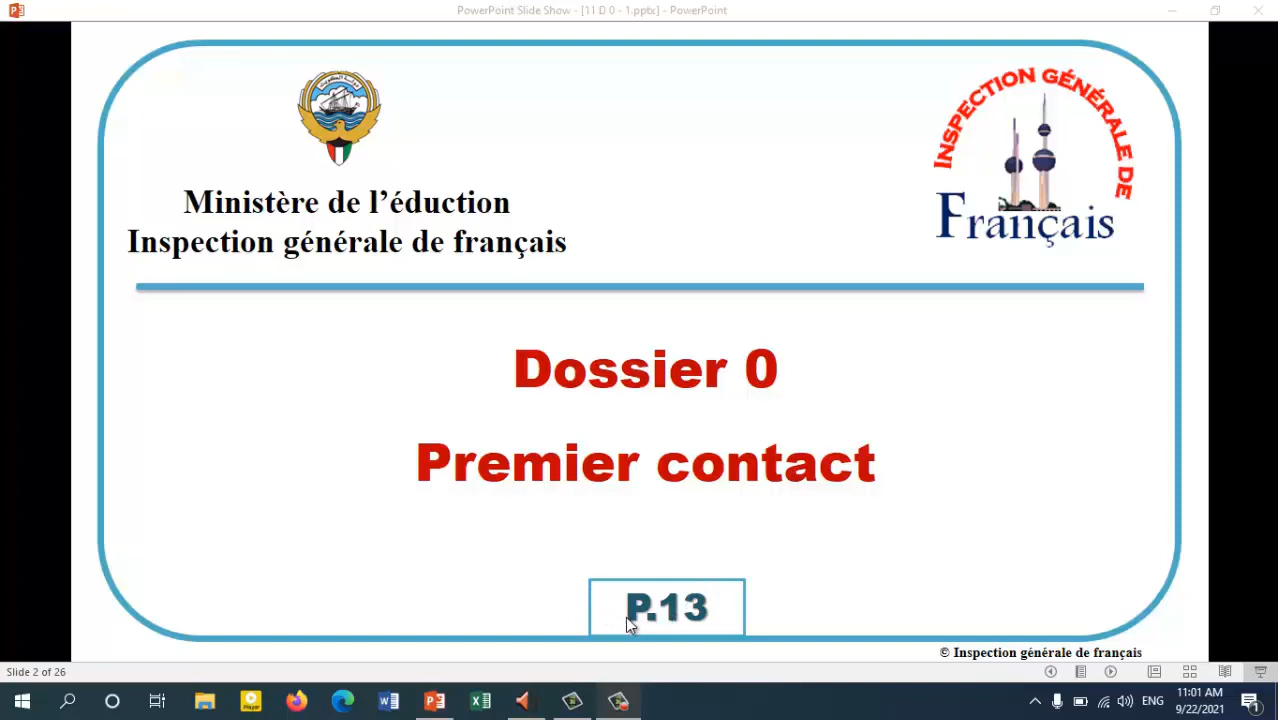 PowerPoint Slide Show - [11 D 0 - 1.pptx] - PowerPoint
INSPECTION GÉNÉRALE DE
Français
Ministère de l’éduction
Inspection générale de français
Dossier 0
Premier contact
P.13
© Inspection générale de français
Slide 2 of 26
ENG
11:01 AM
9/22/2021